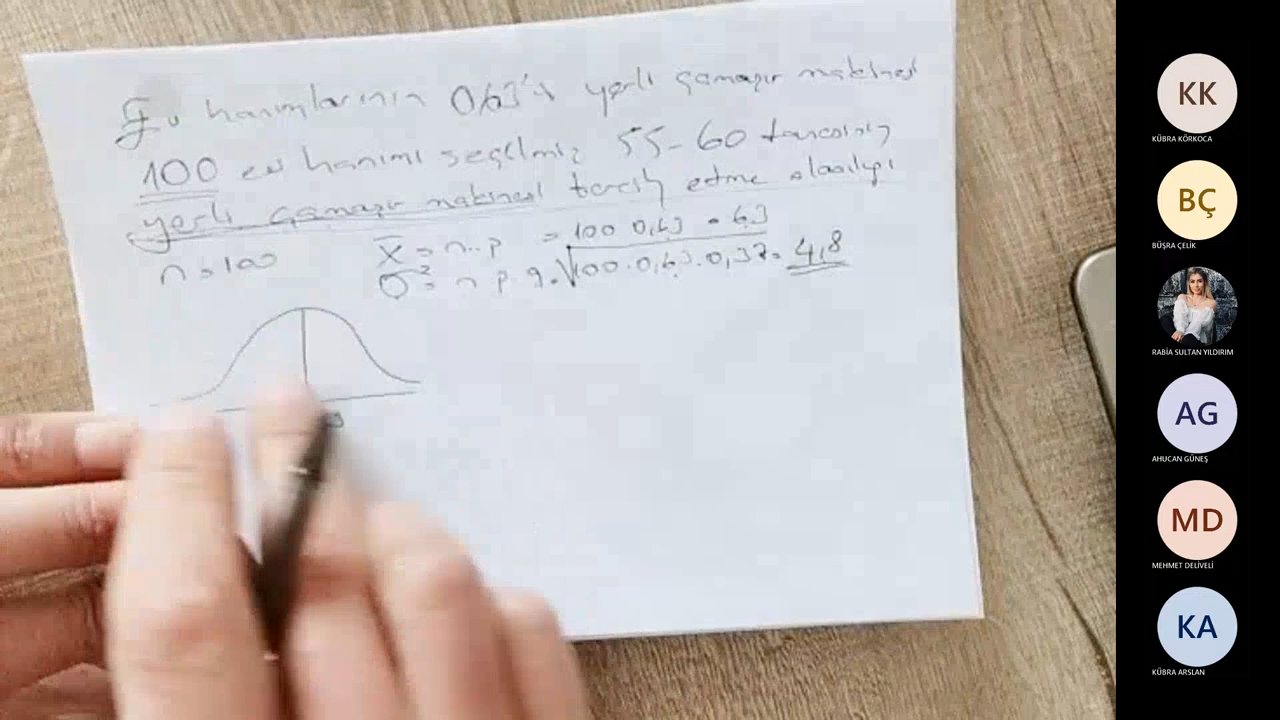 Ev hanımlarının 0,63'ü yerli çamaşır makinesi
100 ev hanımı seçilmiş 55-60 tanesinin
yerli çamaşır makinesi tercih etme olasılığı
n = 100
x̄ = n..p = 100 0,63 = 63
σ² = n p q = √100.0,63.0,37 = 4,8
KK
KÜBRA KÖRKOCA
BÇ
BÜŞRA ÇELİK
RABİA SULTAN YILDIRIM
AG
AHUCAN GÜNEŞ
MD
MEHMET DELİVELİ
KA
KÜBRA ARSLAN